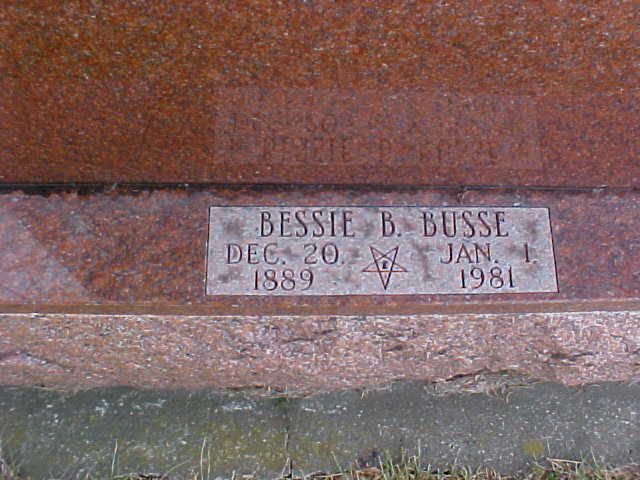 BESSIE B. BUSSE
DEC. 20. JAN. 1.
1889 1981